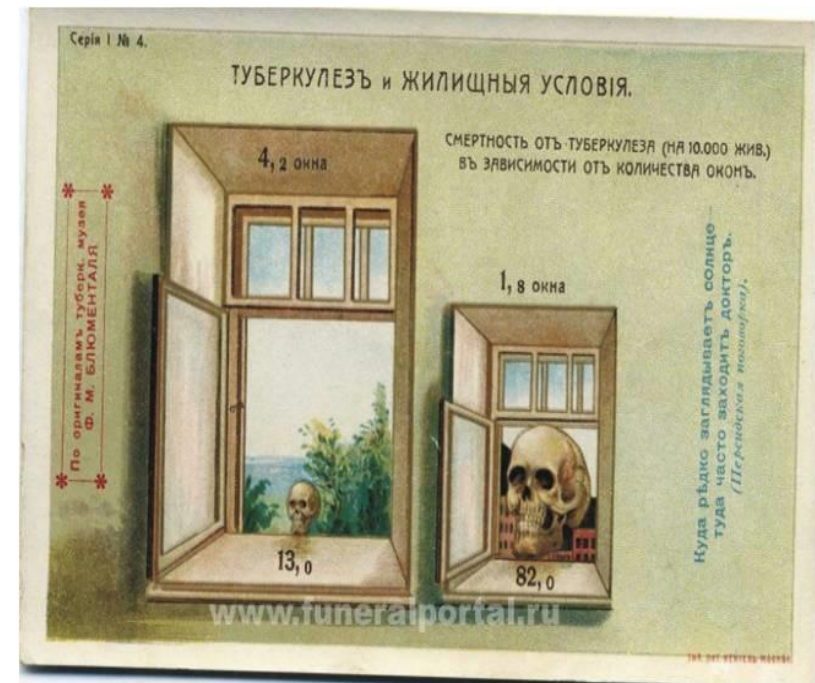 Серія I № 4.
ТУБЕРКУЛЕЗЪ и ЖИЛИЩНЫЯ УСЛОВІЯ.
СМЕРТНОСТЬ ОТЪ ТУБЕРКУЛЕЗА (НА 10.000 ЖИВ.)
ВЪ ЗАВИСИМОСТИ ОТЪ КОЛИЧЕСТВА ОКОНЪ.
4, 2 окна
1, 8 окна
13, 0
82, 0
По оригиналамъ туберк. музея
Ф. М. БЛЮМЕНТАЛЯ
Куда рѣдко заглядываетъ солнце —
туда часто заходитъ докторъ.
(Персидская поговорка).
www.funeralportal.ru